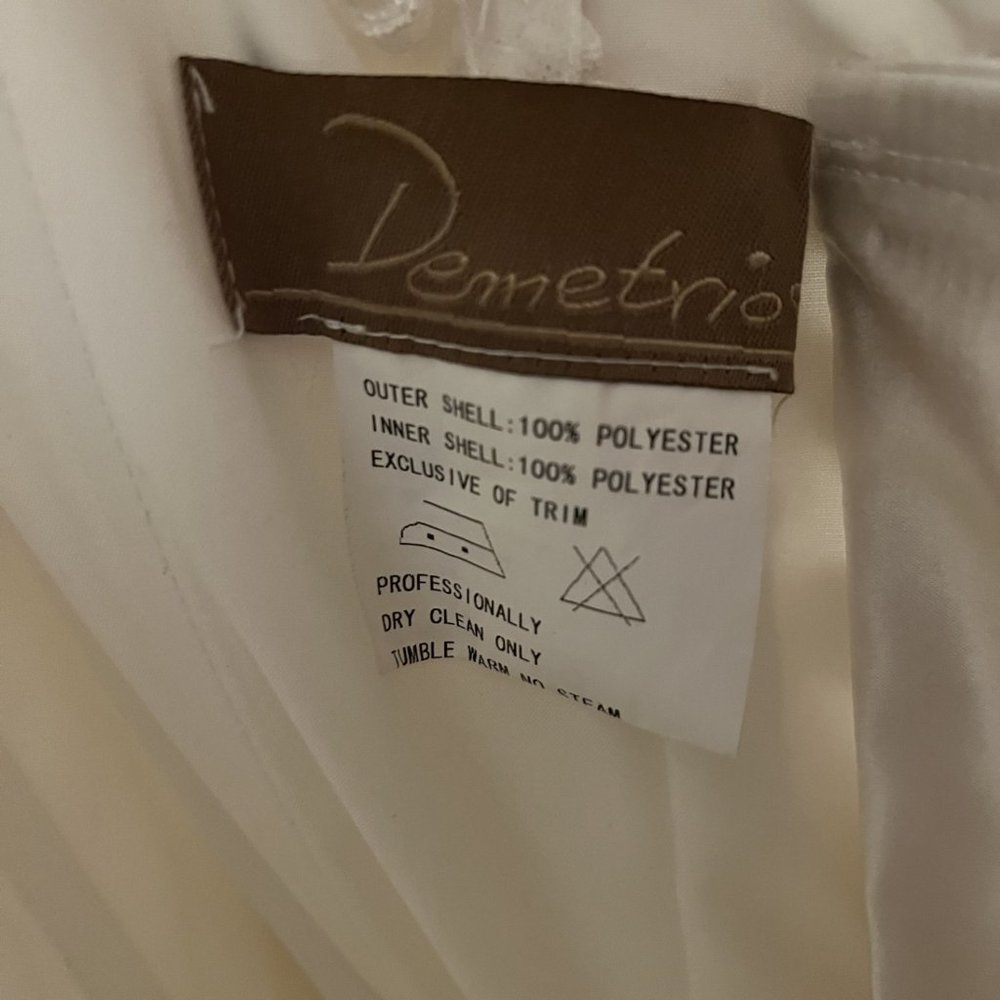 Demetrio
OUTER SHELL:100% POLYESTER
INNER SHELL:100% POLYESTER
EXCLUSIVE OF TRIM
PROFESSIONALLY
DRY CLEAN ONLY
TUMBLE WARM NO STEAM